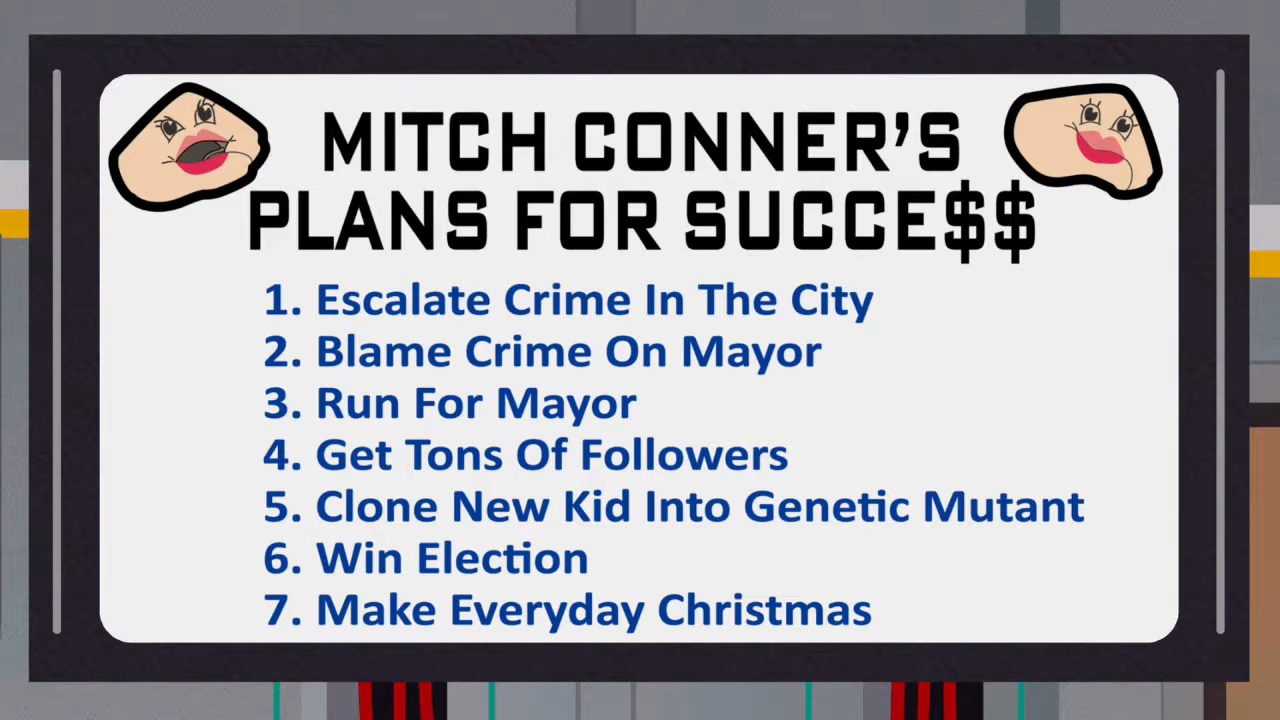 MITCH CONNER'S
PLANS FOR SUCCE$$
1. Escalate Crime In The City
2. Blame Crime On Mayor
3. Run For Mayor
4. Get Tons Of Followers
5. Clone New Kid Into Genetic Mutant
6. Win Election
7. Make Everyday Christmas